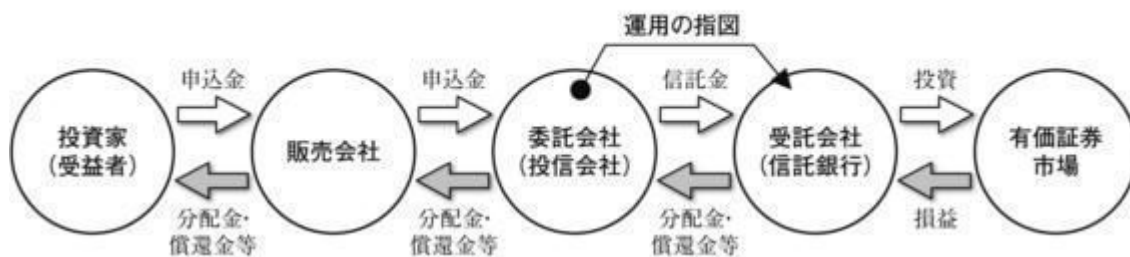 運用の指図
申込金
申込金
信託金
投資
投資家
(受益者)
販売会社
委託会社
(投信会社)
受託会社
(信託銀行)
有価証券
市場
分配金・
償還金等
分配金・
償還金等
分配金・
償還金等
損益